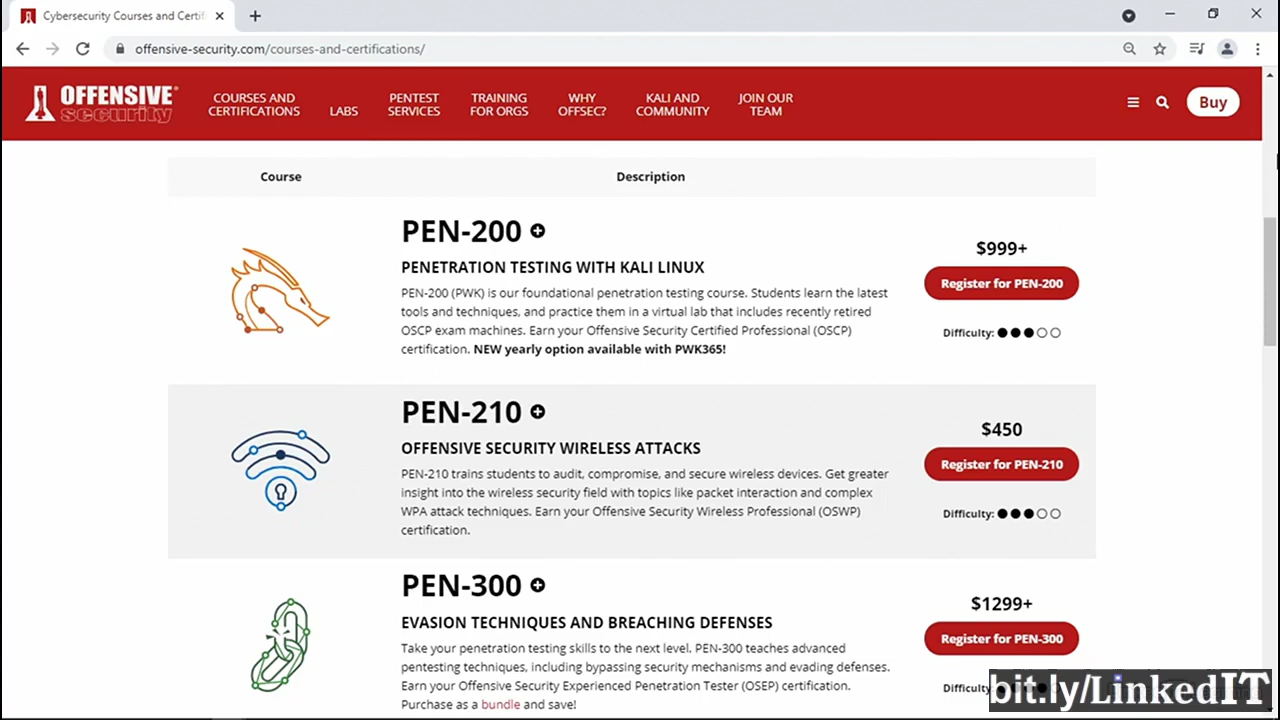 Cybersecurity Courses and Certif
offensive-security.com/courses-and-certifications/
OFFENSIVE
security
COURSES AND
CERTIFICATIONS
LABS
PENTEST
SERVICES
TRAINING
FOR ORGS
WHY
OFFSEC?
KALI AND
COMMUNITY
JOIN OUR
TEAM
Buy
Course
Description
PEN-200
PENETRATION TESTING WITH KALI LINUX
PEN-200 (PWK) is our foundational penetration testing course. Students learn the latest
tools and techniques, and practice them in a virtual lab that includes recently retired
OSCP exam machines. Earn your Offensive Security Certified Professional (OSCP)
certification. NEW yearly option available with PWK365!
$999+
Register for PEN-200
Difficulty:
PEN-210
OFFENSIVE SECURITY WIRELESS ATTACKS
PEN-210 trains students to audit, compromise, and secure wireless devices. Get greater
insight into the wireless security field with topics like packet interaction and complex
WPA attack techniques. Earn your Offensive Security Wireless Professional (OSWP)
certification.
$450
Register for PEN-210
Difficulty:
PEN-300
EVASION TECHNIQUES AND BREACHING DEFENSES
Take your penetration testing skills to the next level. PEN-300 teaches advanced
pentesting techniques, including bypassing security mechanisms and evading defenses.
Earn your Offensive Security Experienced Penetration Tester (OSEP) certification.
Purchase as a bundle and save!
$1299+
Register for PEN-300
bit.ly/LinkedIT